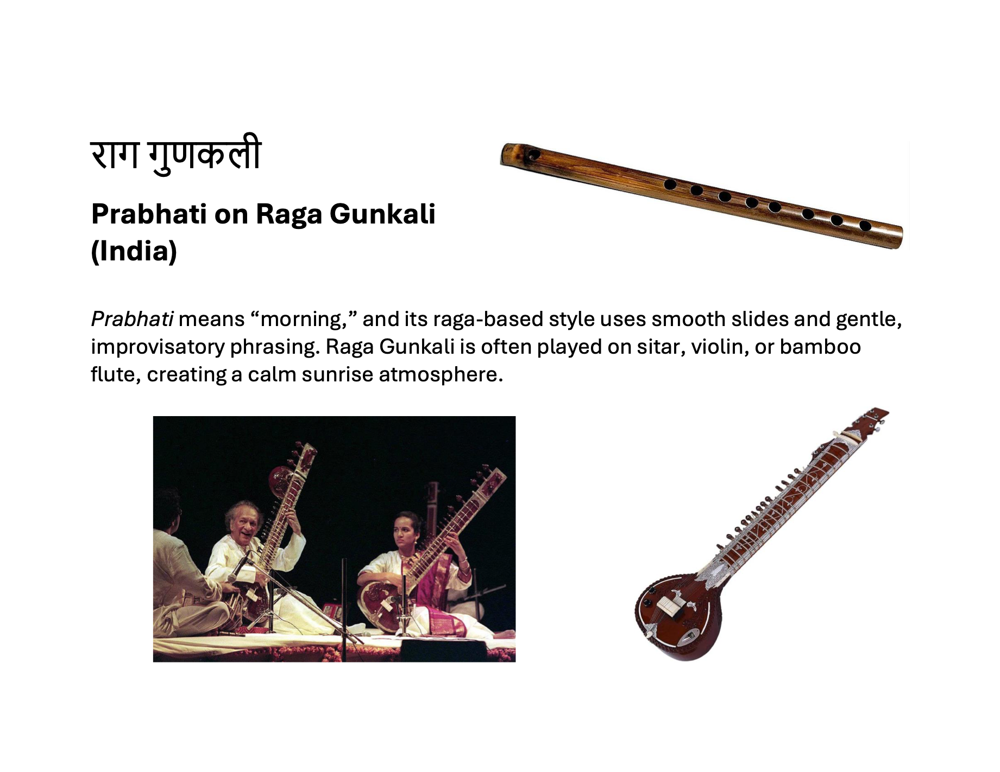 राग गुणकली
Prabhati on Raga Gunkali
(India)
Prabhati means “morning,” and its raga-based style uses smooth slides and gentle,
improvisatory phrasing. Raga Gunkali is often played on sitar, violin, or bamboo
flute, creating a calm sunrise atmosphere.